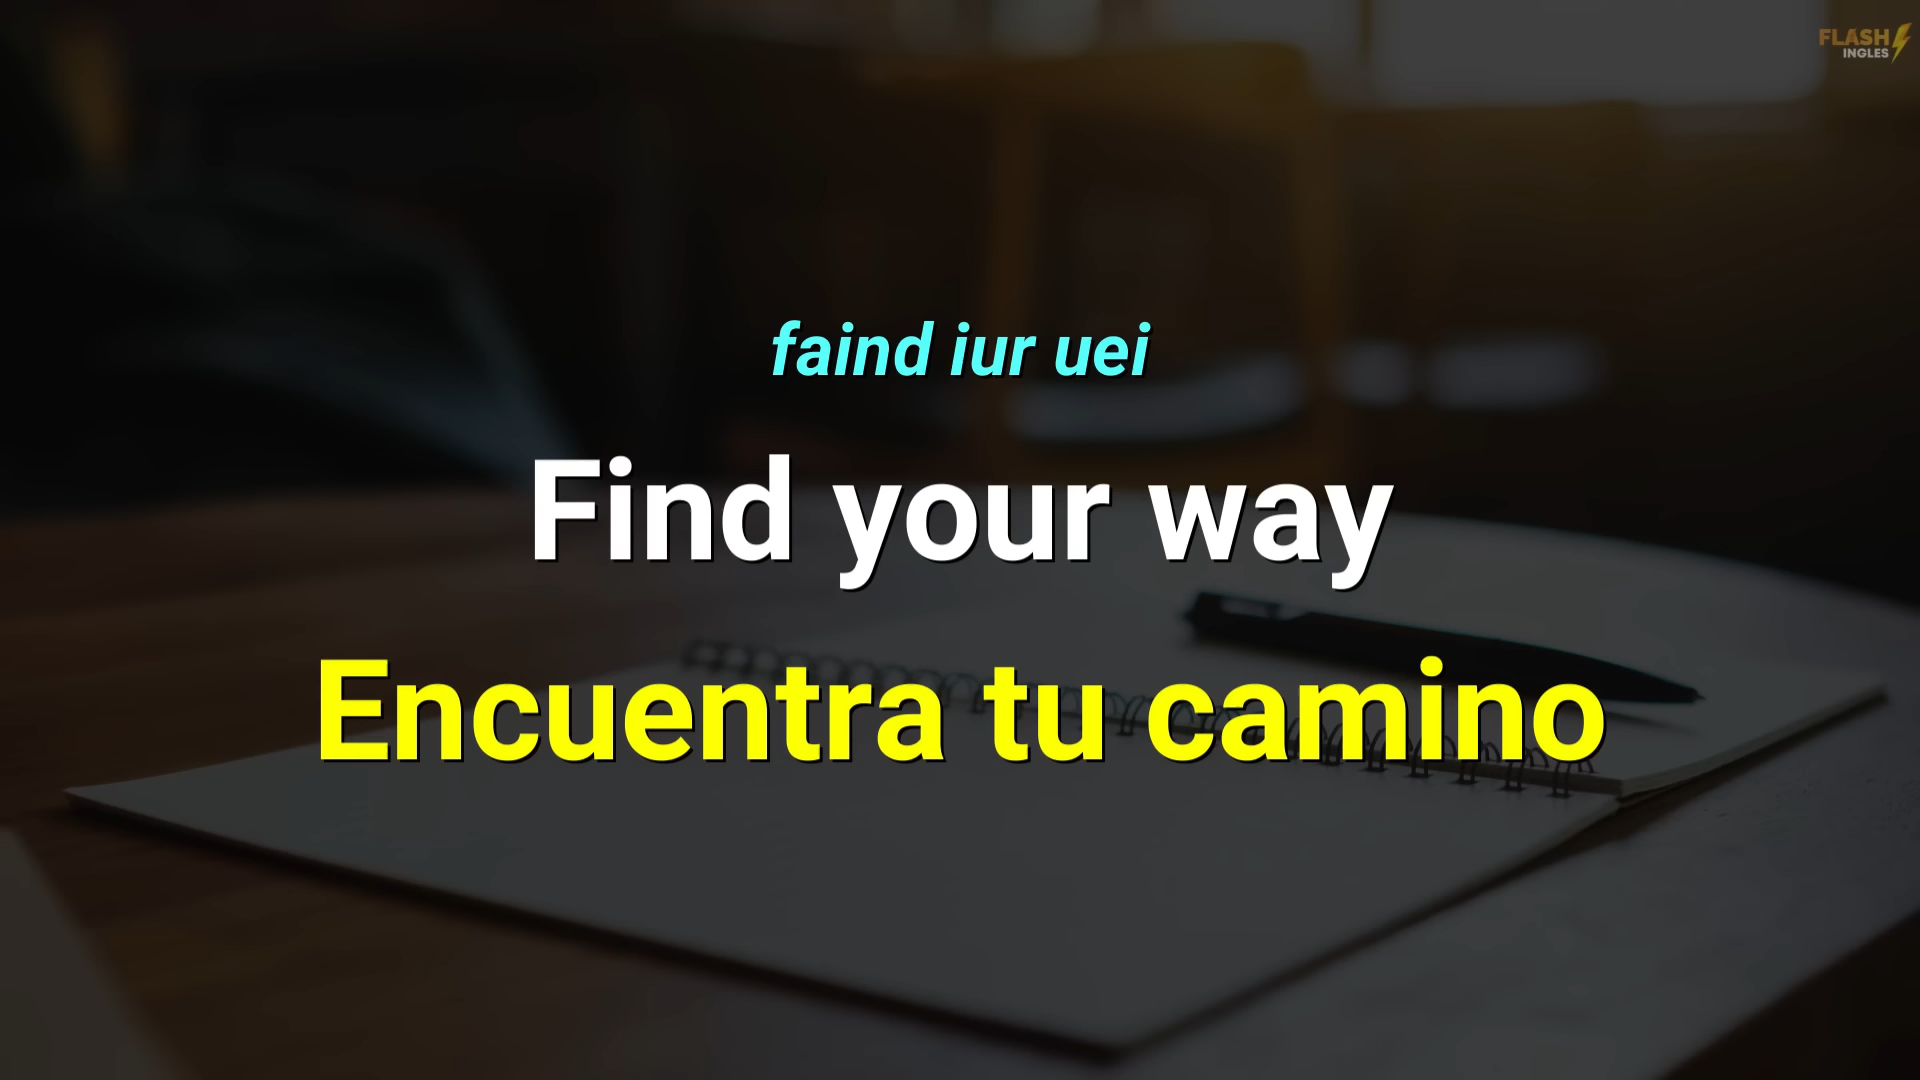 FLASH
INGLES
faind iur uei
Find your way
Encuentra tu camino